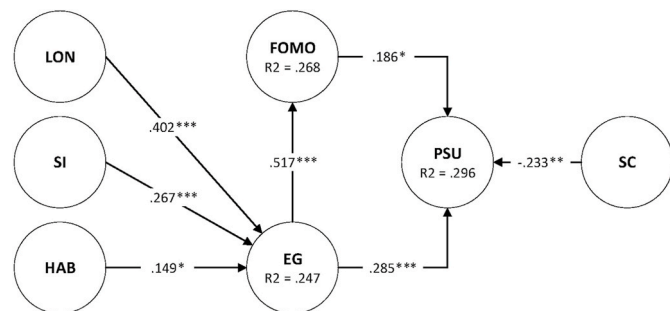 LON
FOMO
R2 = .268
.186*
.402***
SI
.517***
PSU
R2 = .296
-.233**
SC
.267***
HAB
.149*
EG
R2 = .247
.285***